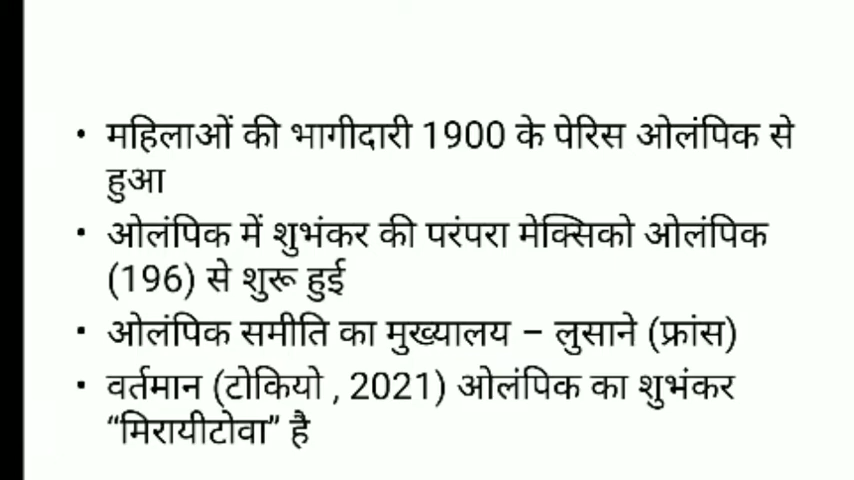 • महिलाओं की भागीदारी 1900 के पेरिस ओलंपिक से
हुआ
• ओलंपिक में शुभंकर की परंपरा मेक्सिको ओलंपिक
(196) से शुरू हुई
• ओलंपिक समीति का मुख्यालय – लुसाने (फ्रांस)
• वर्तमान (टोकियो , 2021) ओलंपिक का शुभंकर
“मिरायीटोवा” है